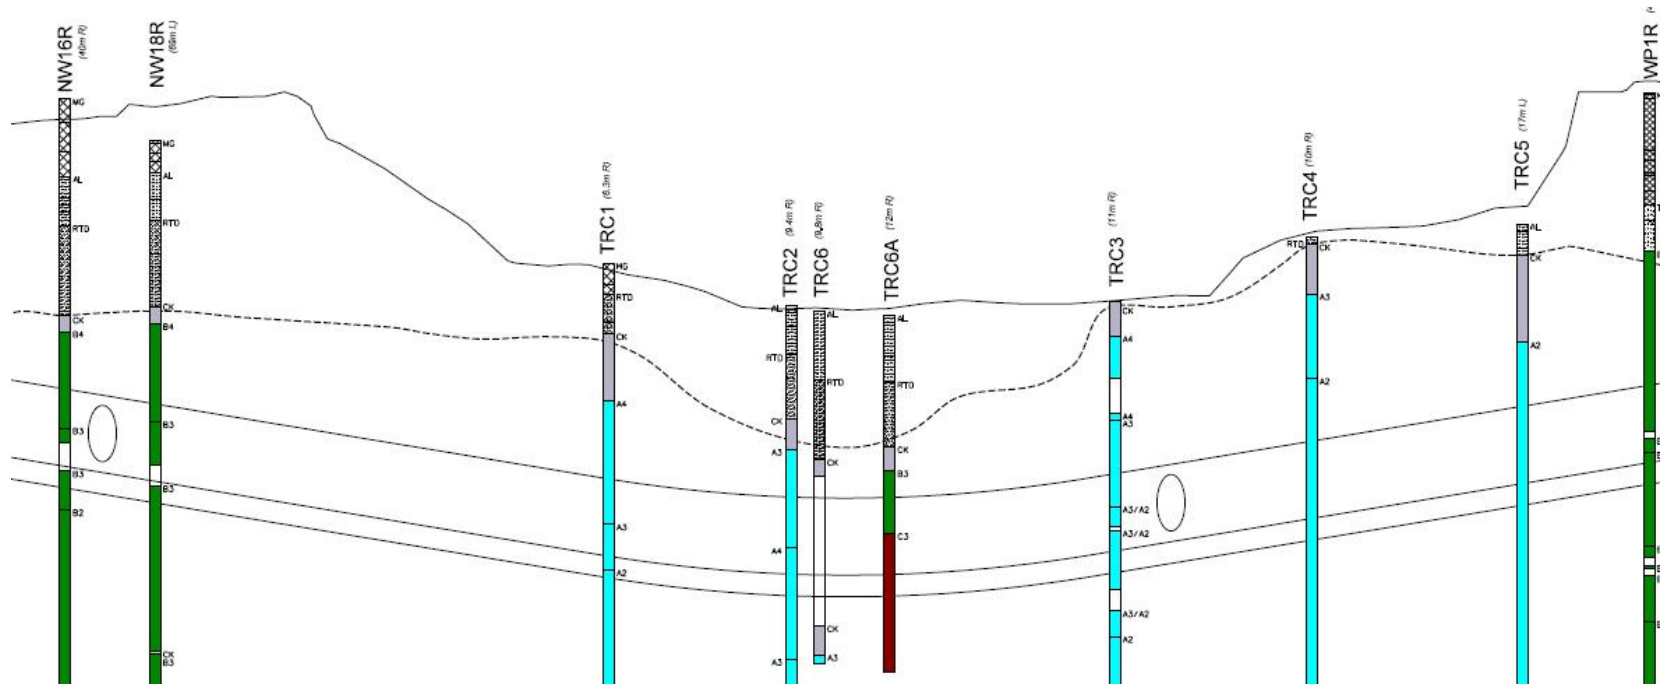 NW16R (40m R)
MG
AL
RTD
CK
B4
B3
B3
B2
NW18R (69m L)
MG
AL
RTD
CK
B4
B3
B3
CK
B3
TRC1 (6.3m R)
MG
RTD
CK
A4
A3
A2
TRC2 (9.4m R)
AL
RTD
CK
A3
A4
A3
TRC6 (9.8m R)
AL
RTD
CK
CK
A3
TRC6A (12m R)
AL
RTD
CK
B3
C3
TRC3 (11m R)
CK
A4
A4
A3
A3/A2
A3/A2
A3/A2
A2
TRC4 (10m R)
RTD
CK
A3
A2
TRC5 (17m L)
AL
CK
A2
WP1R